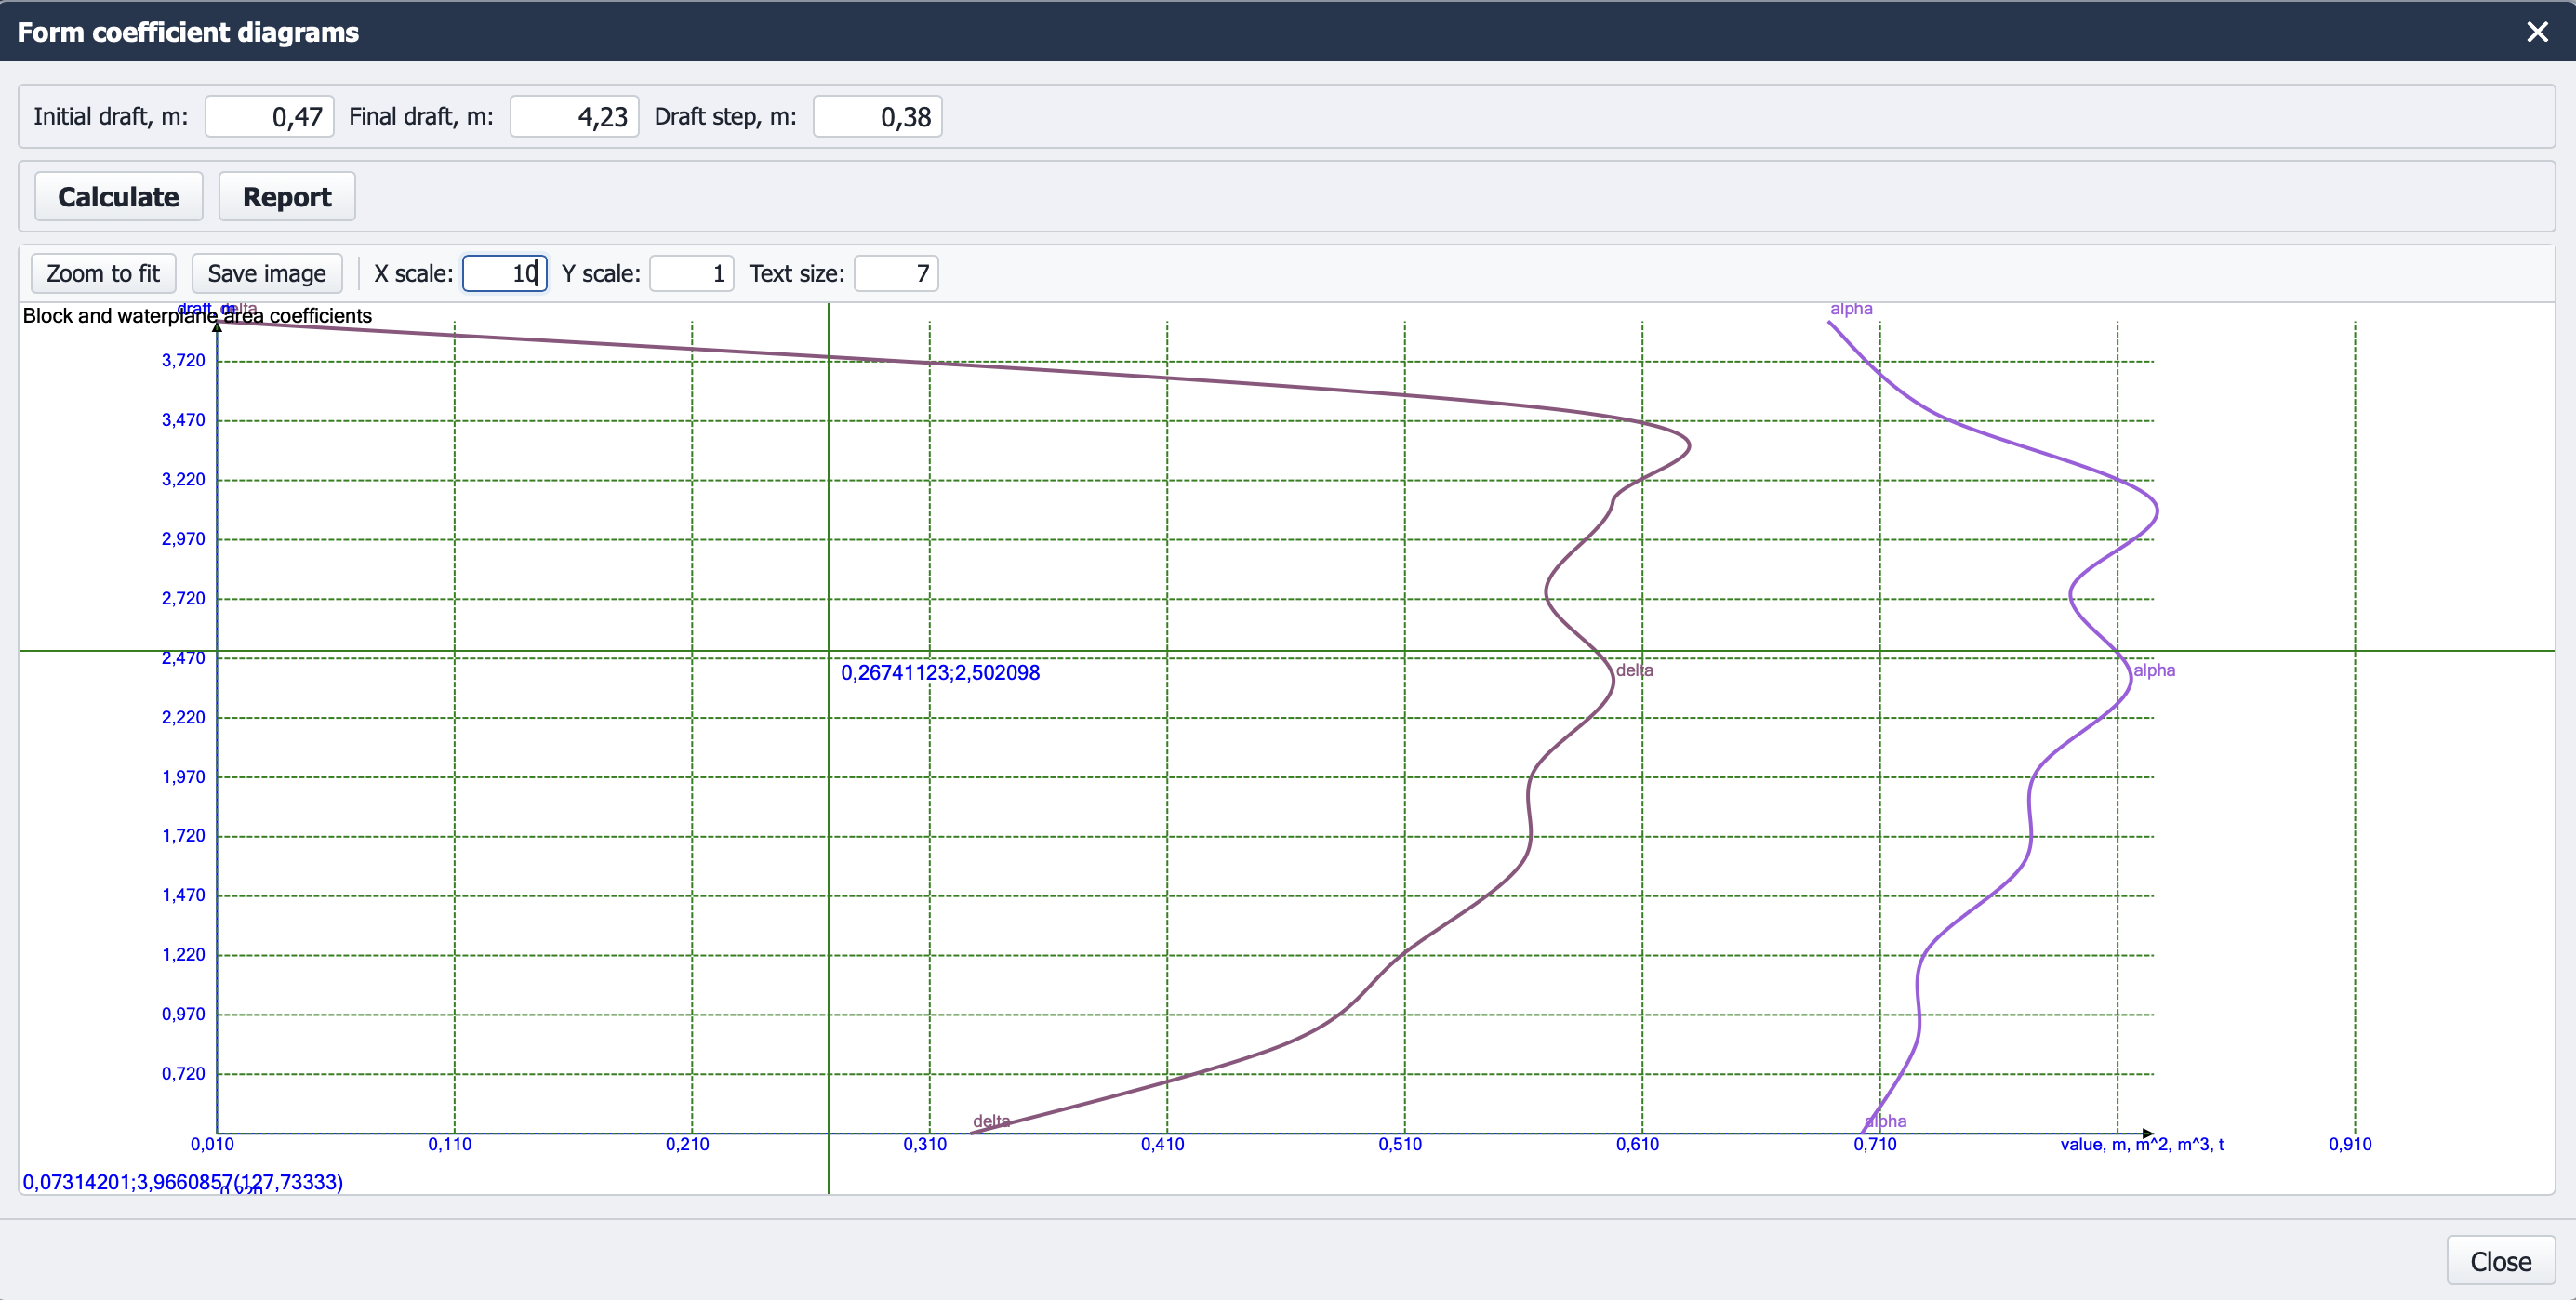 Form coefficient diagrams
Initial draft, m: 0,47 Final draft, m: 4,23 Draft step, m: 0,38
Calculate Report
Zoom to fit Save image X scale: 10 Y scale: 1 Text size: 7
draft, m delta alpha
Block and waterplane area coefficients
3,720
3,470
3,220
2,970
2,720
2,470
0,26741123;2,502098 delta alpha
2,220
1,970
1,720
1,470
1,220
0,970
0,720
delta alpha
0,010 0,110 0,210 0,310 0,410 0,510 0,610 0,710 value, m, m^2, m^3, t 0,910
0,07314201;3,9660857(127,73333)
Close